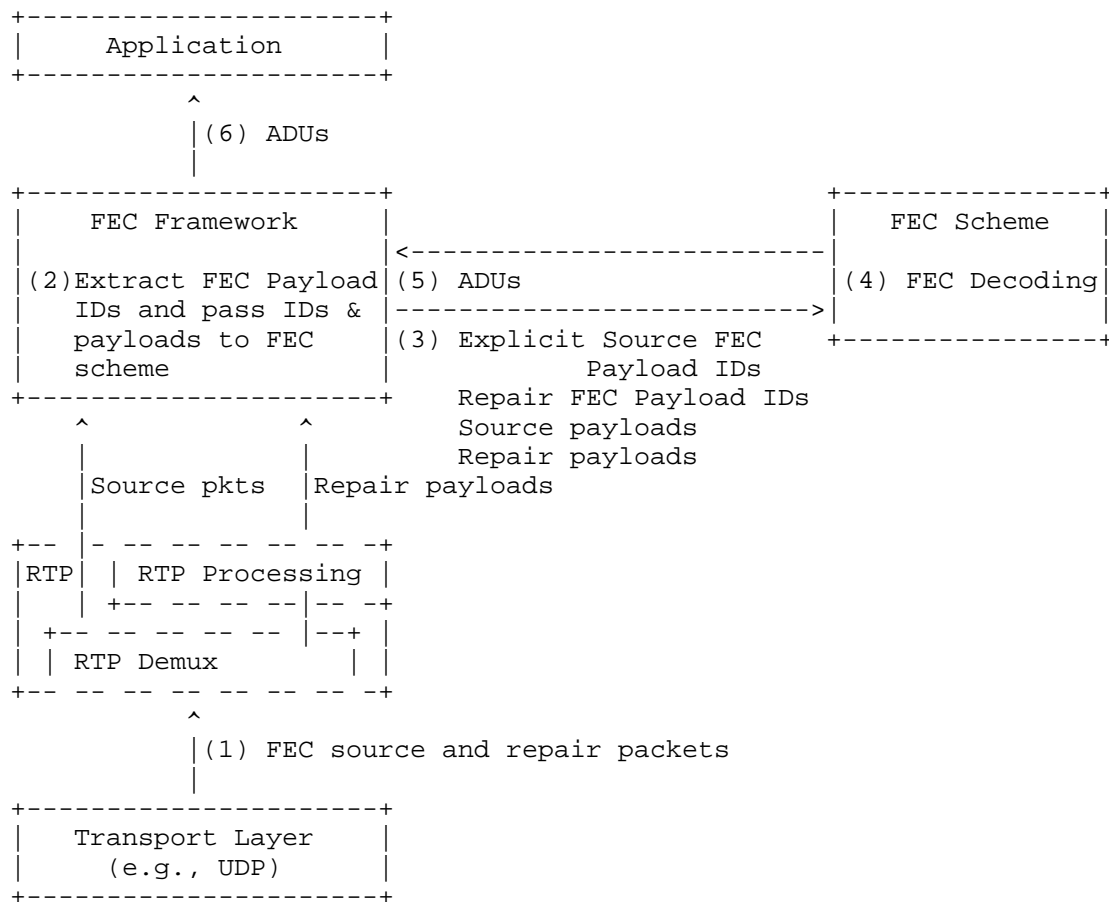 Application
(6) ADUs
FEC Framework FEC Scheme
(2)Extract FEC Payload (5) ADUs (4) FEC Decoding
IDs and pass IDs &
payloads to FEC (3) Explicit Source FEC
scheme Payload IDs
Repair FEC Payload IDs
Source payloads
Repair payloads
Source pkts Repair payloads
RTP RTP Processing
RTP Demux
(1) FEC source and repair packets
Transport Layer
(e.g., UDP)